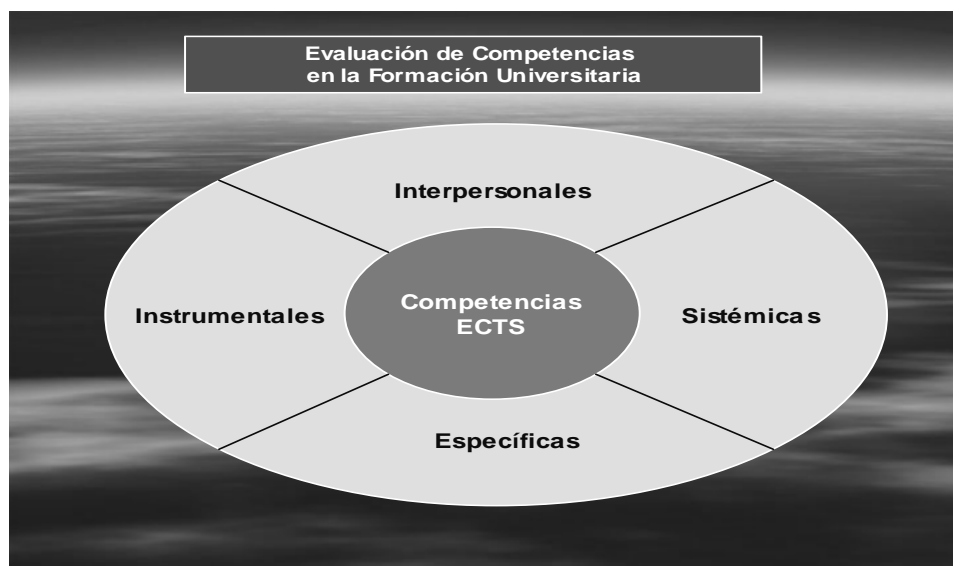 Evaluación de Competencias
en la Formación Universitaria
Interpersonales
Instrumentales
Competencias
ECTS
Sistémicas
Específicas